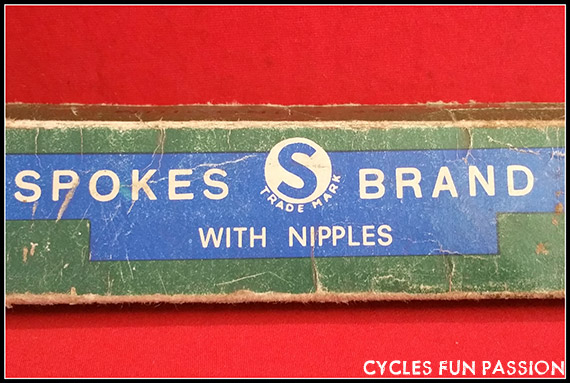 SPOKES S BRAND
TRADE MARK
WITH NIPPLES
CYCLES FUN PASSION